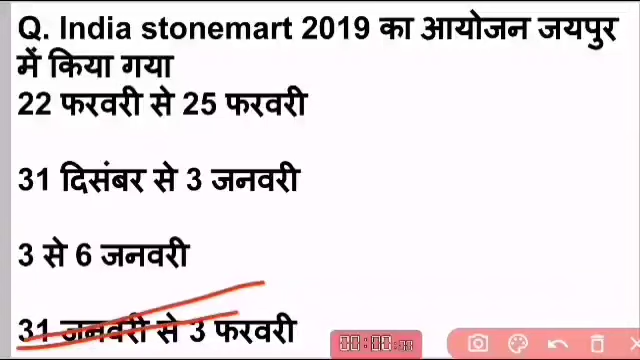 Q. India stonemart 2019 का आयोजन जयपुर
में किया गया
22 फरवरी से 25 फरवरी
31 दिसंबर से 3 जनवरी
3 से 6 जनवरी
31 जनवरी से 3 फरवरी